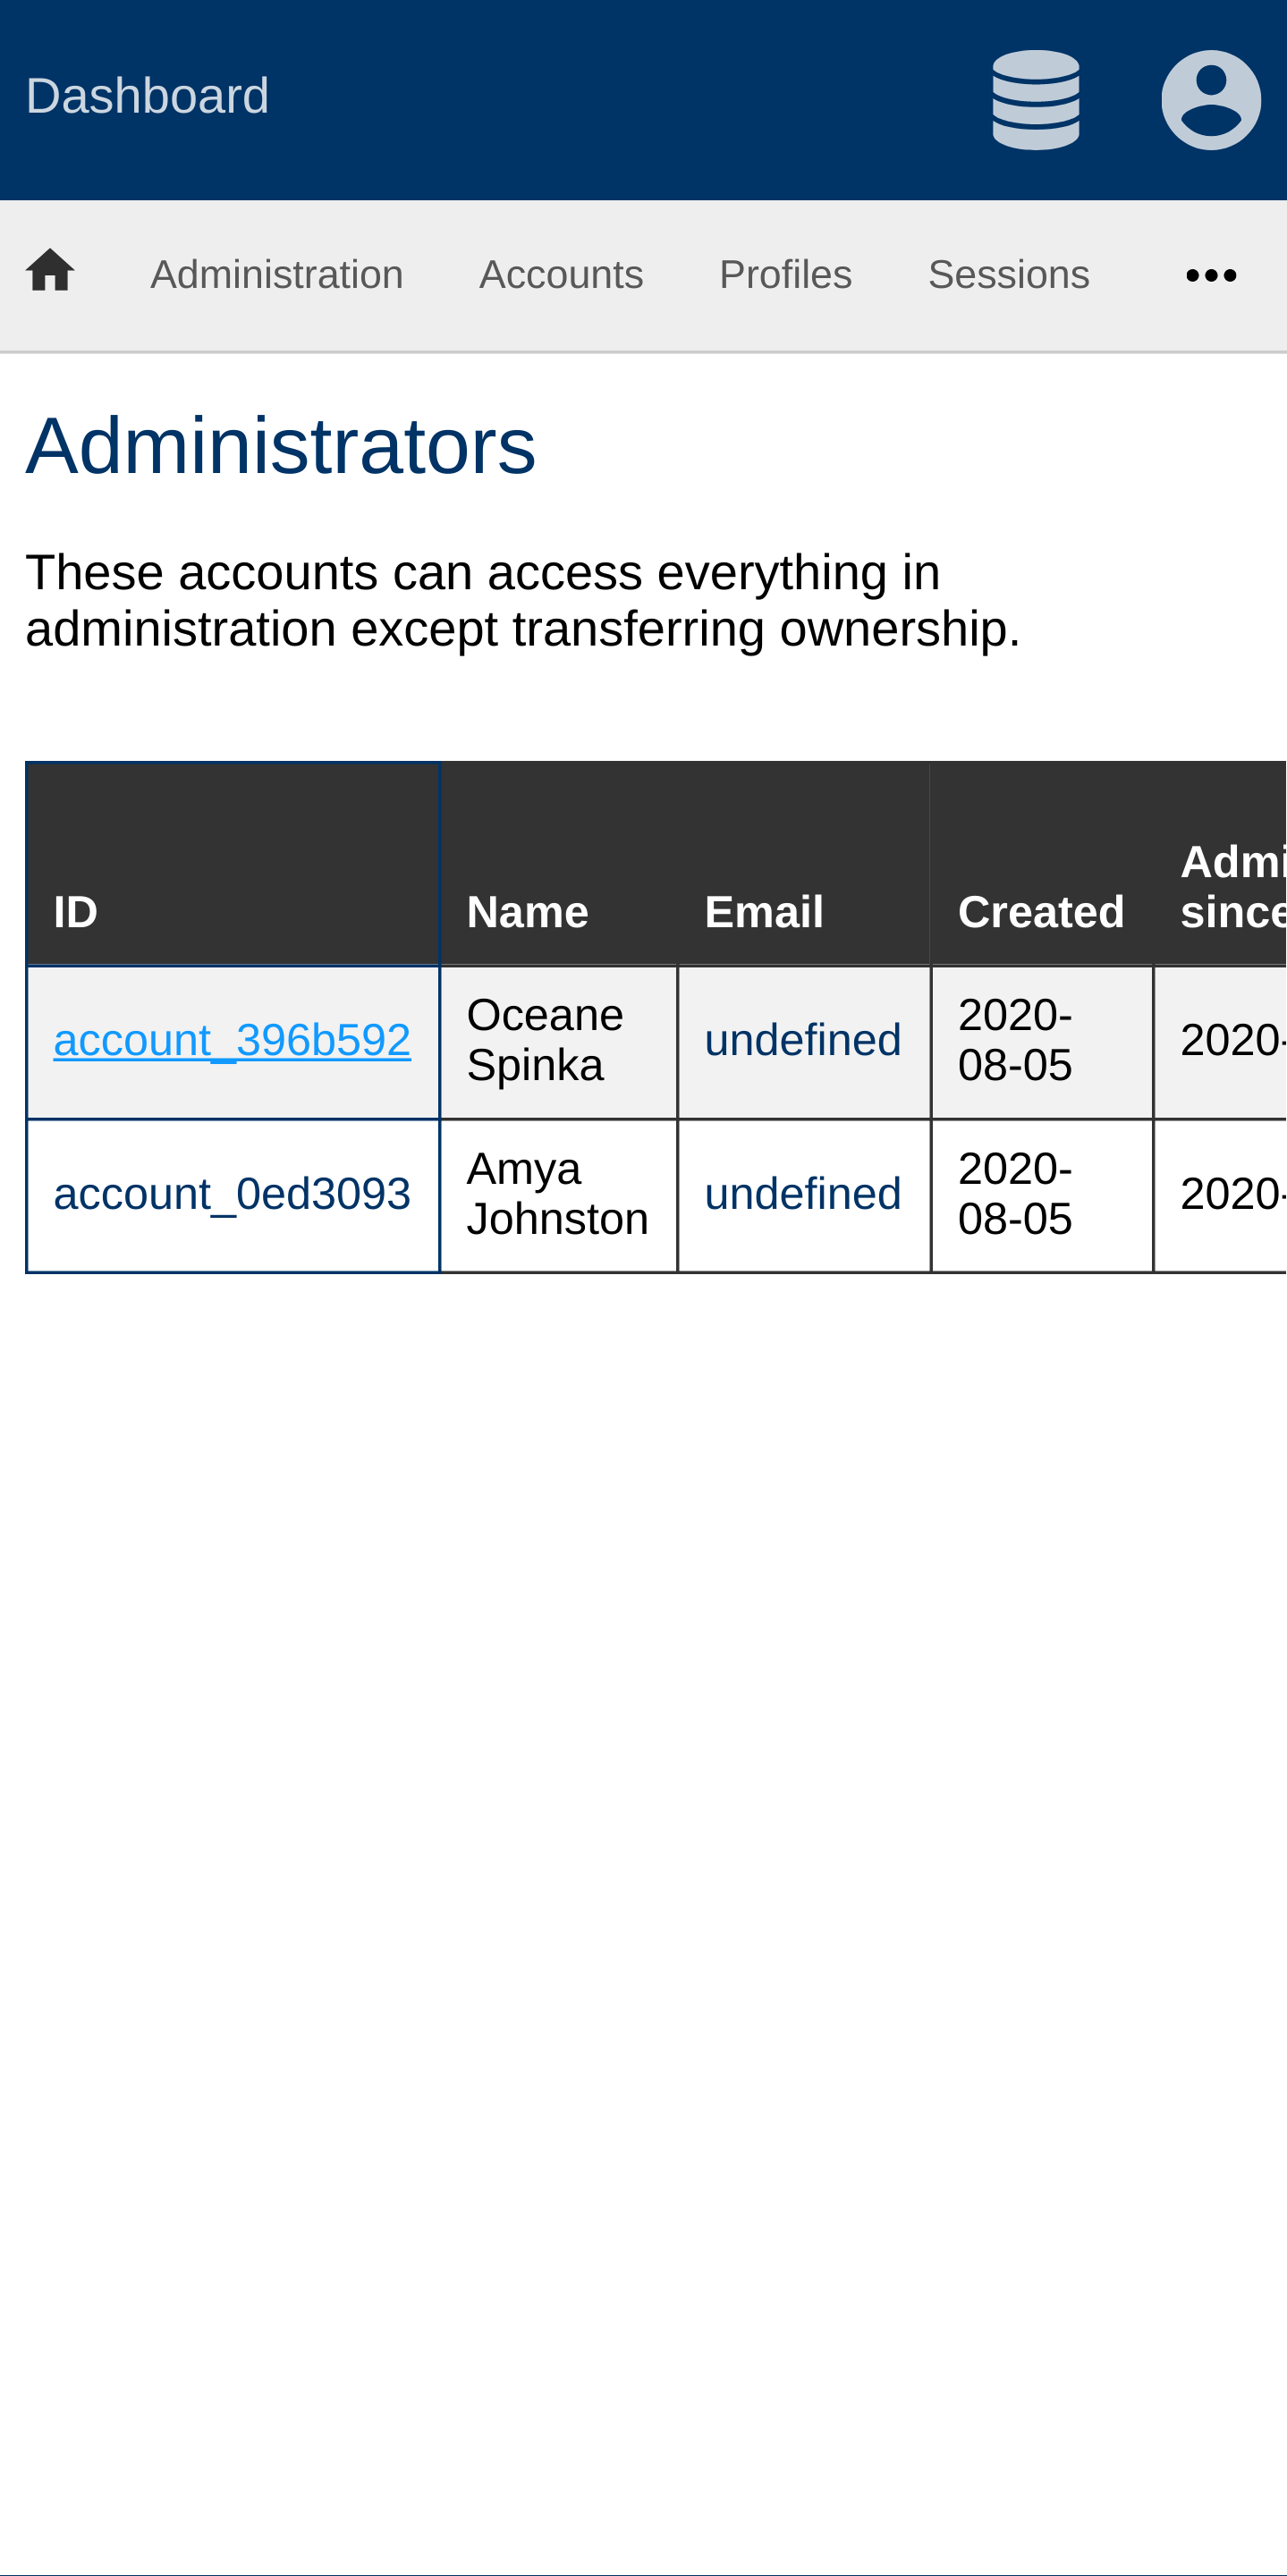 Dashboard
Administration Accounts Profiles Sessions
Administrators
These accounts can access everything in
administration except transferring ownership.
ID Name Email Created Admi
since
account_396b592 Oceane Spinka undefined 2020-08-05 2020-
account_0ed3093 Amya Johnston undefined 2020-08-05 2020-